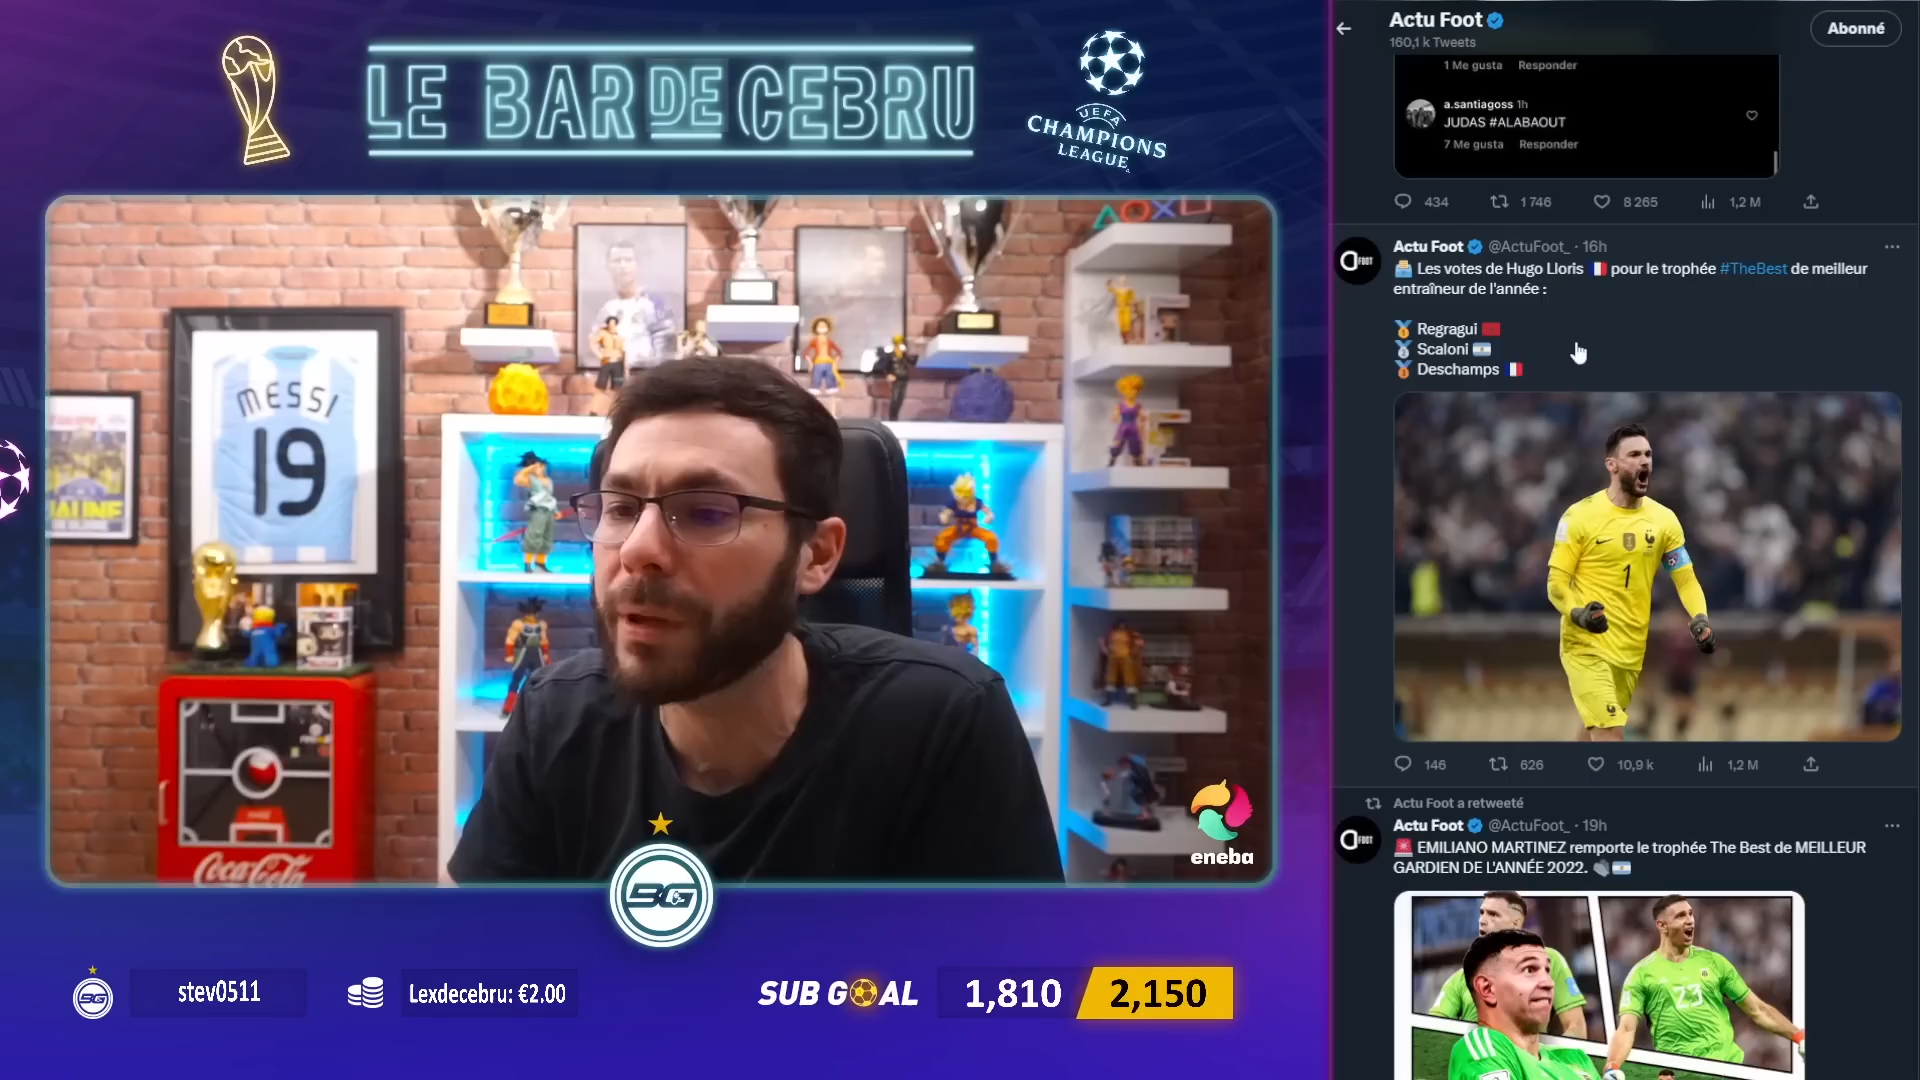 LE BAR DE CEBRU
UEFA
CHAMPIONS
LEAGUE
MESSI
19
Coca-Cola
eneba
BG
stev0511
Lexdecebru: €2.00
SUB GOAL
1,810
2,150
Actu Foot
160,1 k Tweets
Abonné
1 Me gusta Responder
a.santiagoss 1h
JUDAS #ALABAOUT
7 Me gusta Responder
434 1 746 8 265 1,2 M
Actu Foot @ActuFoot_ · 16h
Les votes de Hugo Lloris pour le trophée #TheBest de meilleur
entraîneur de l'année :
Regragui
Scaloni
Deschamps
1
146 626 10,9 k 1,2 M
Actu Foot a retweeté
Actu Foot @ActuFoot_ · 19h
EMILIANO MARTINEZ remporte le trophée The Best de MEILLEUR
GARDIEN DE L'ANNÉE 2022.
23